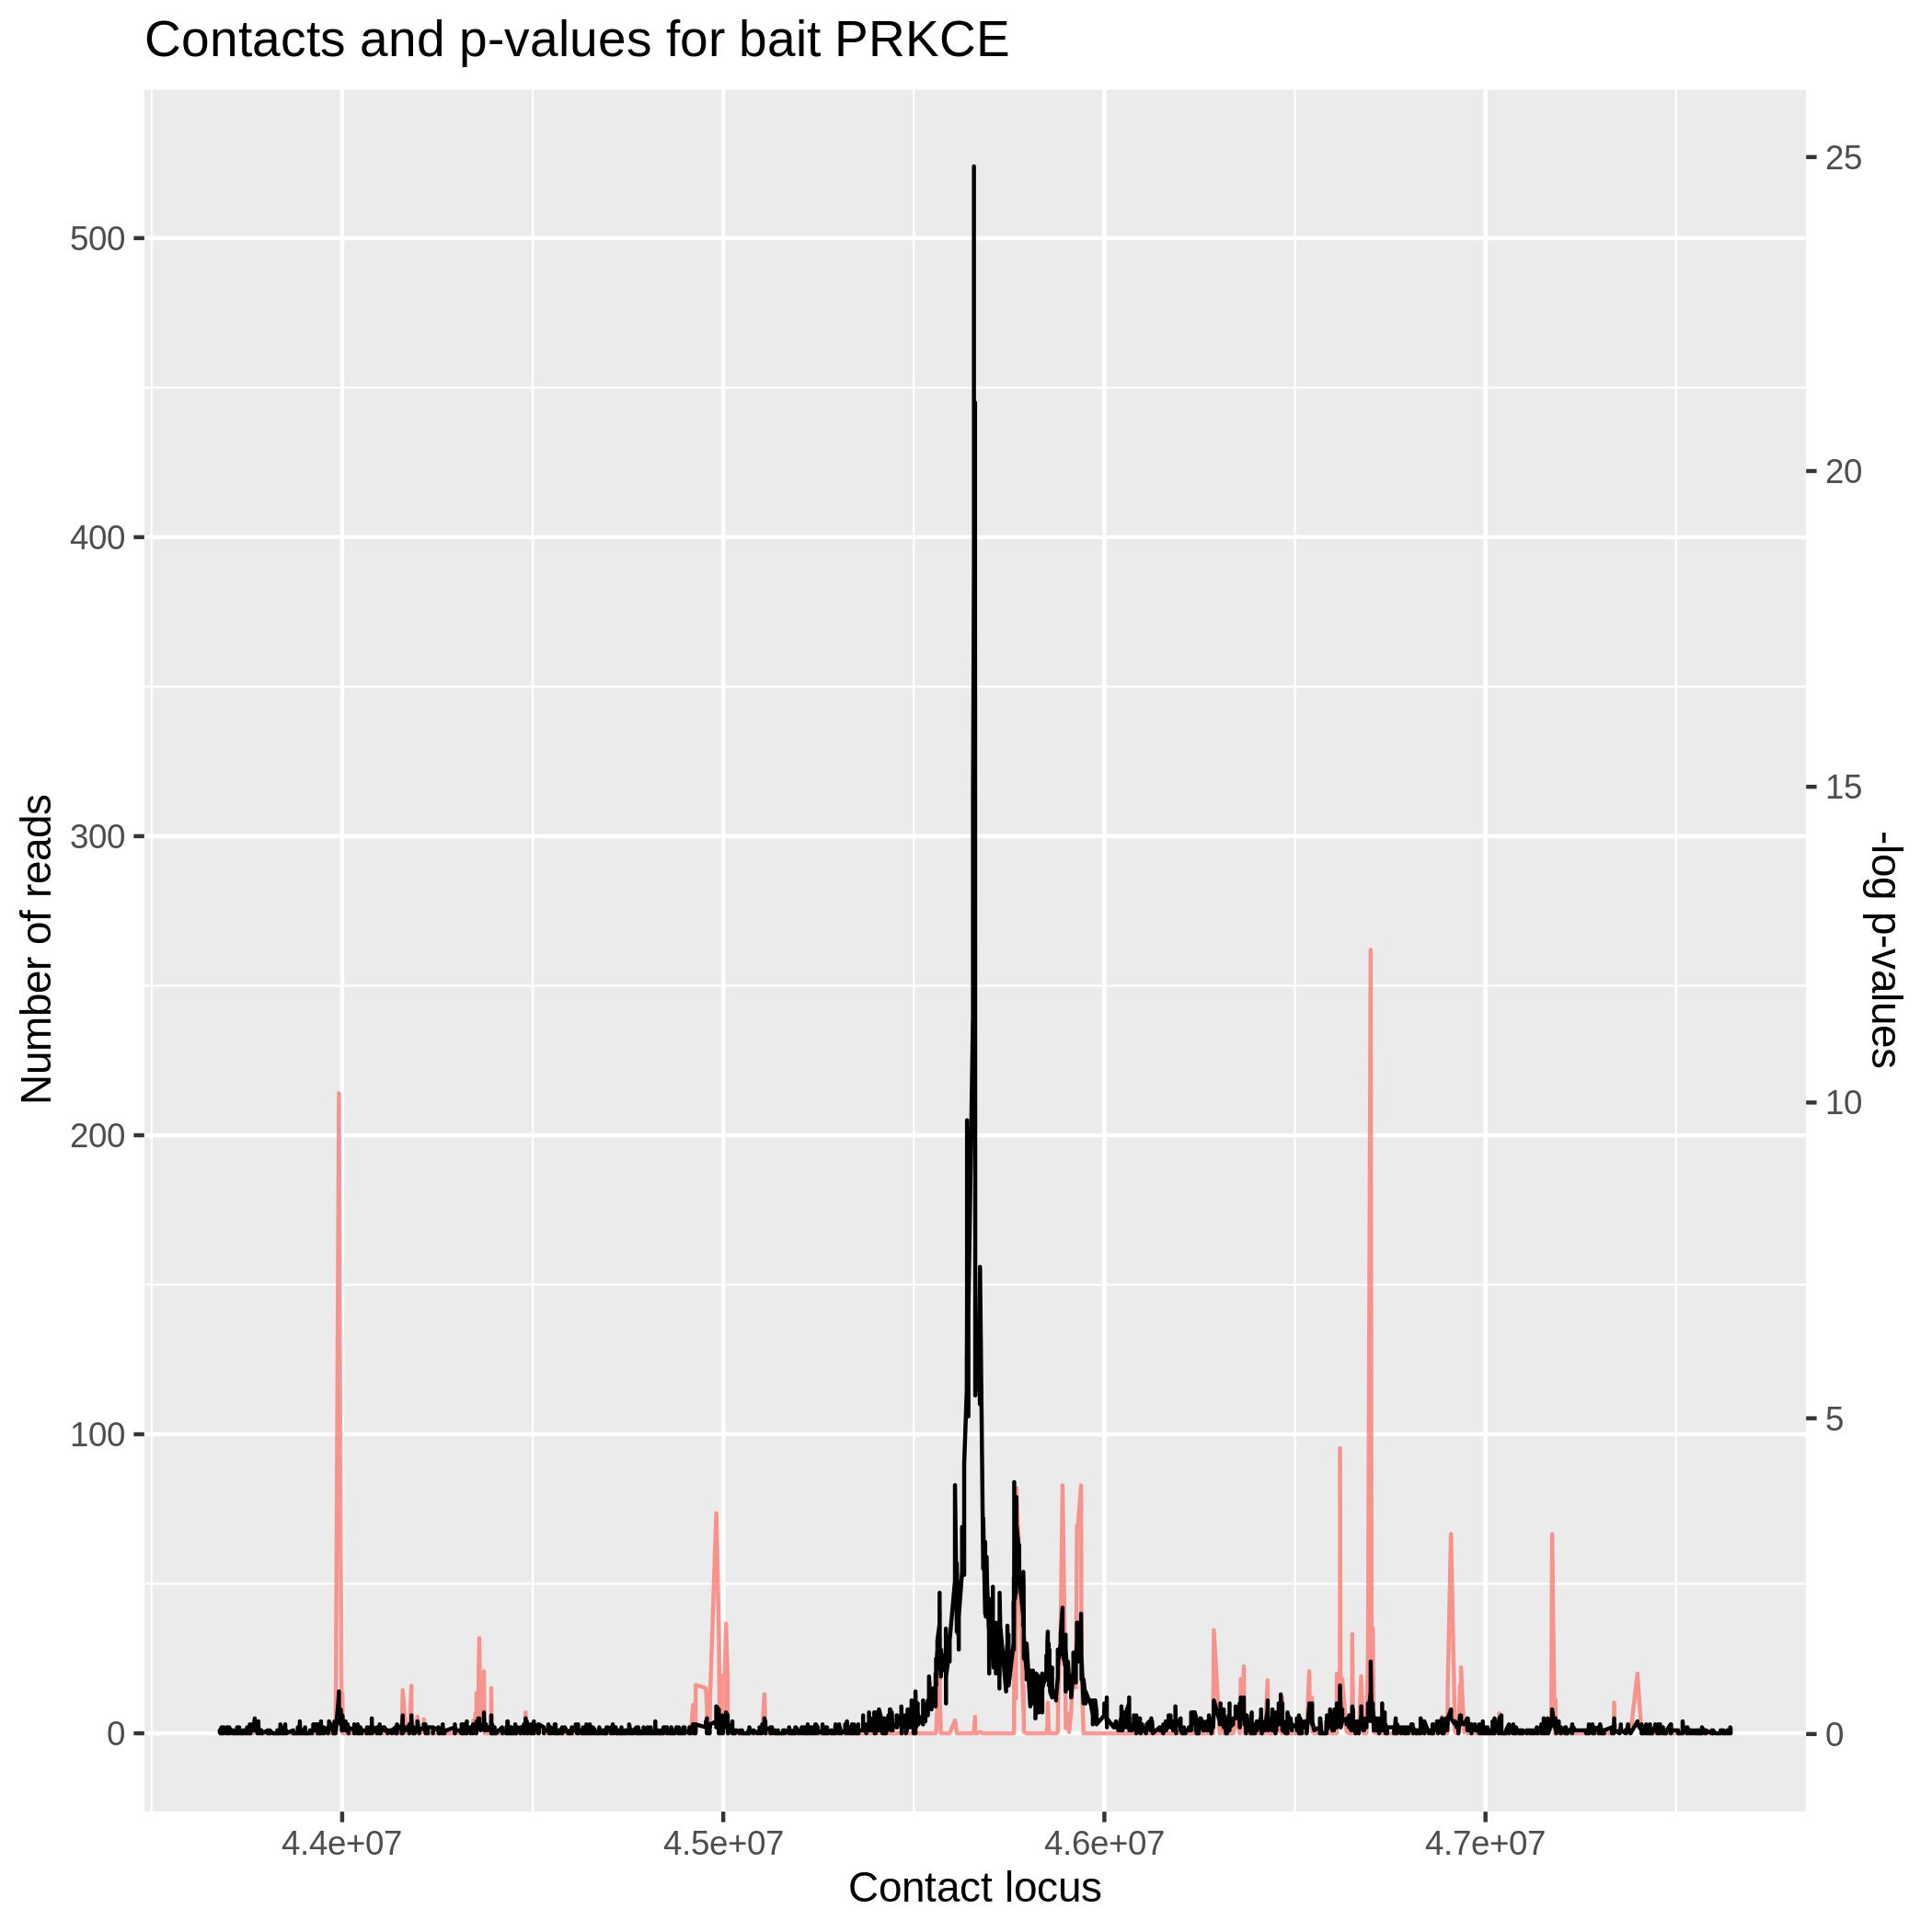 Contacts and p-values for bait PRKCE
Number of reads
500
400
300
200
100
0
25
20
15
10
5
0
-log p-values
4.4e+07
4.5e+07
4.6e+07
4.7e+07
Contact locus